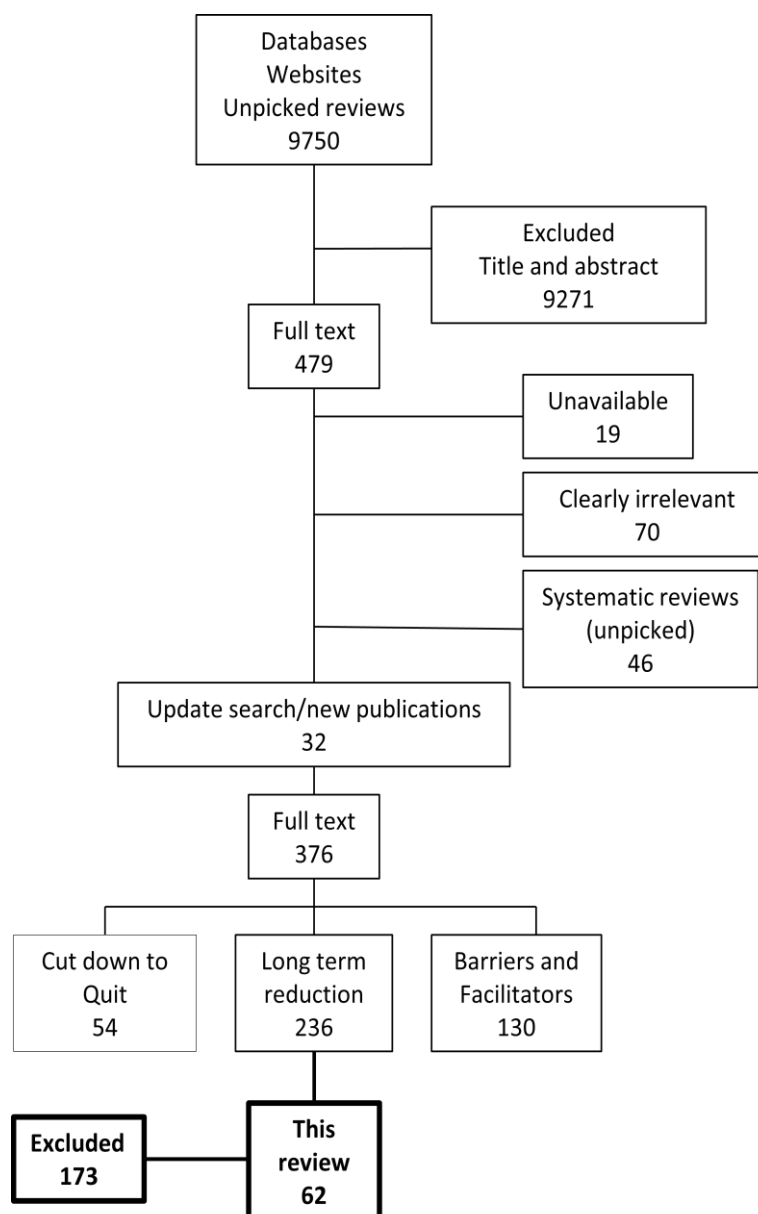 Databases
Websites
Unpicked reviews
9750
Excluded
Title and abstract
9271
Full text
479
Unavailable
19
Clearly irrelevant
70
Systematic reviews
(unpicked)
46
Update search/new publications
32
Full text
376
Cut down to
Quit
54
Long term
reduction
236
Barriers and
Facilitators
130
Excluded
173
This
review
62